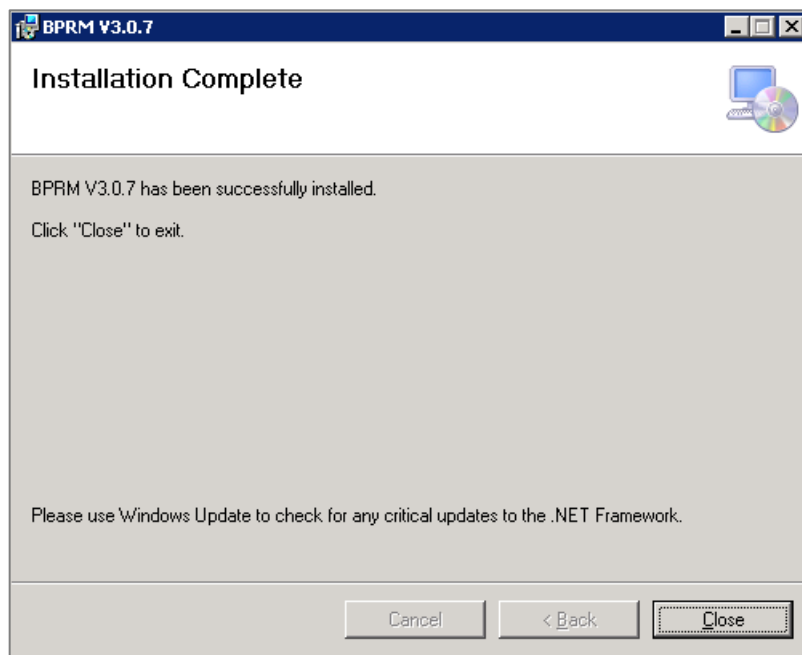 BPRM V3.0.7
Installation Complete
BPRM V3.0.7 has been successfully installed.
Click "Close" to exit.
Please use Windows Update to check for any critical updates to the .NET Framework.
Cancel
< Back
Close